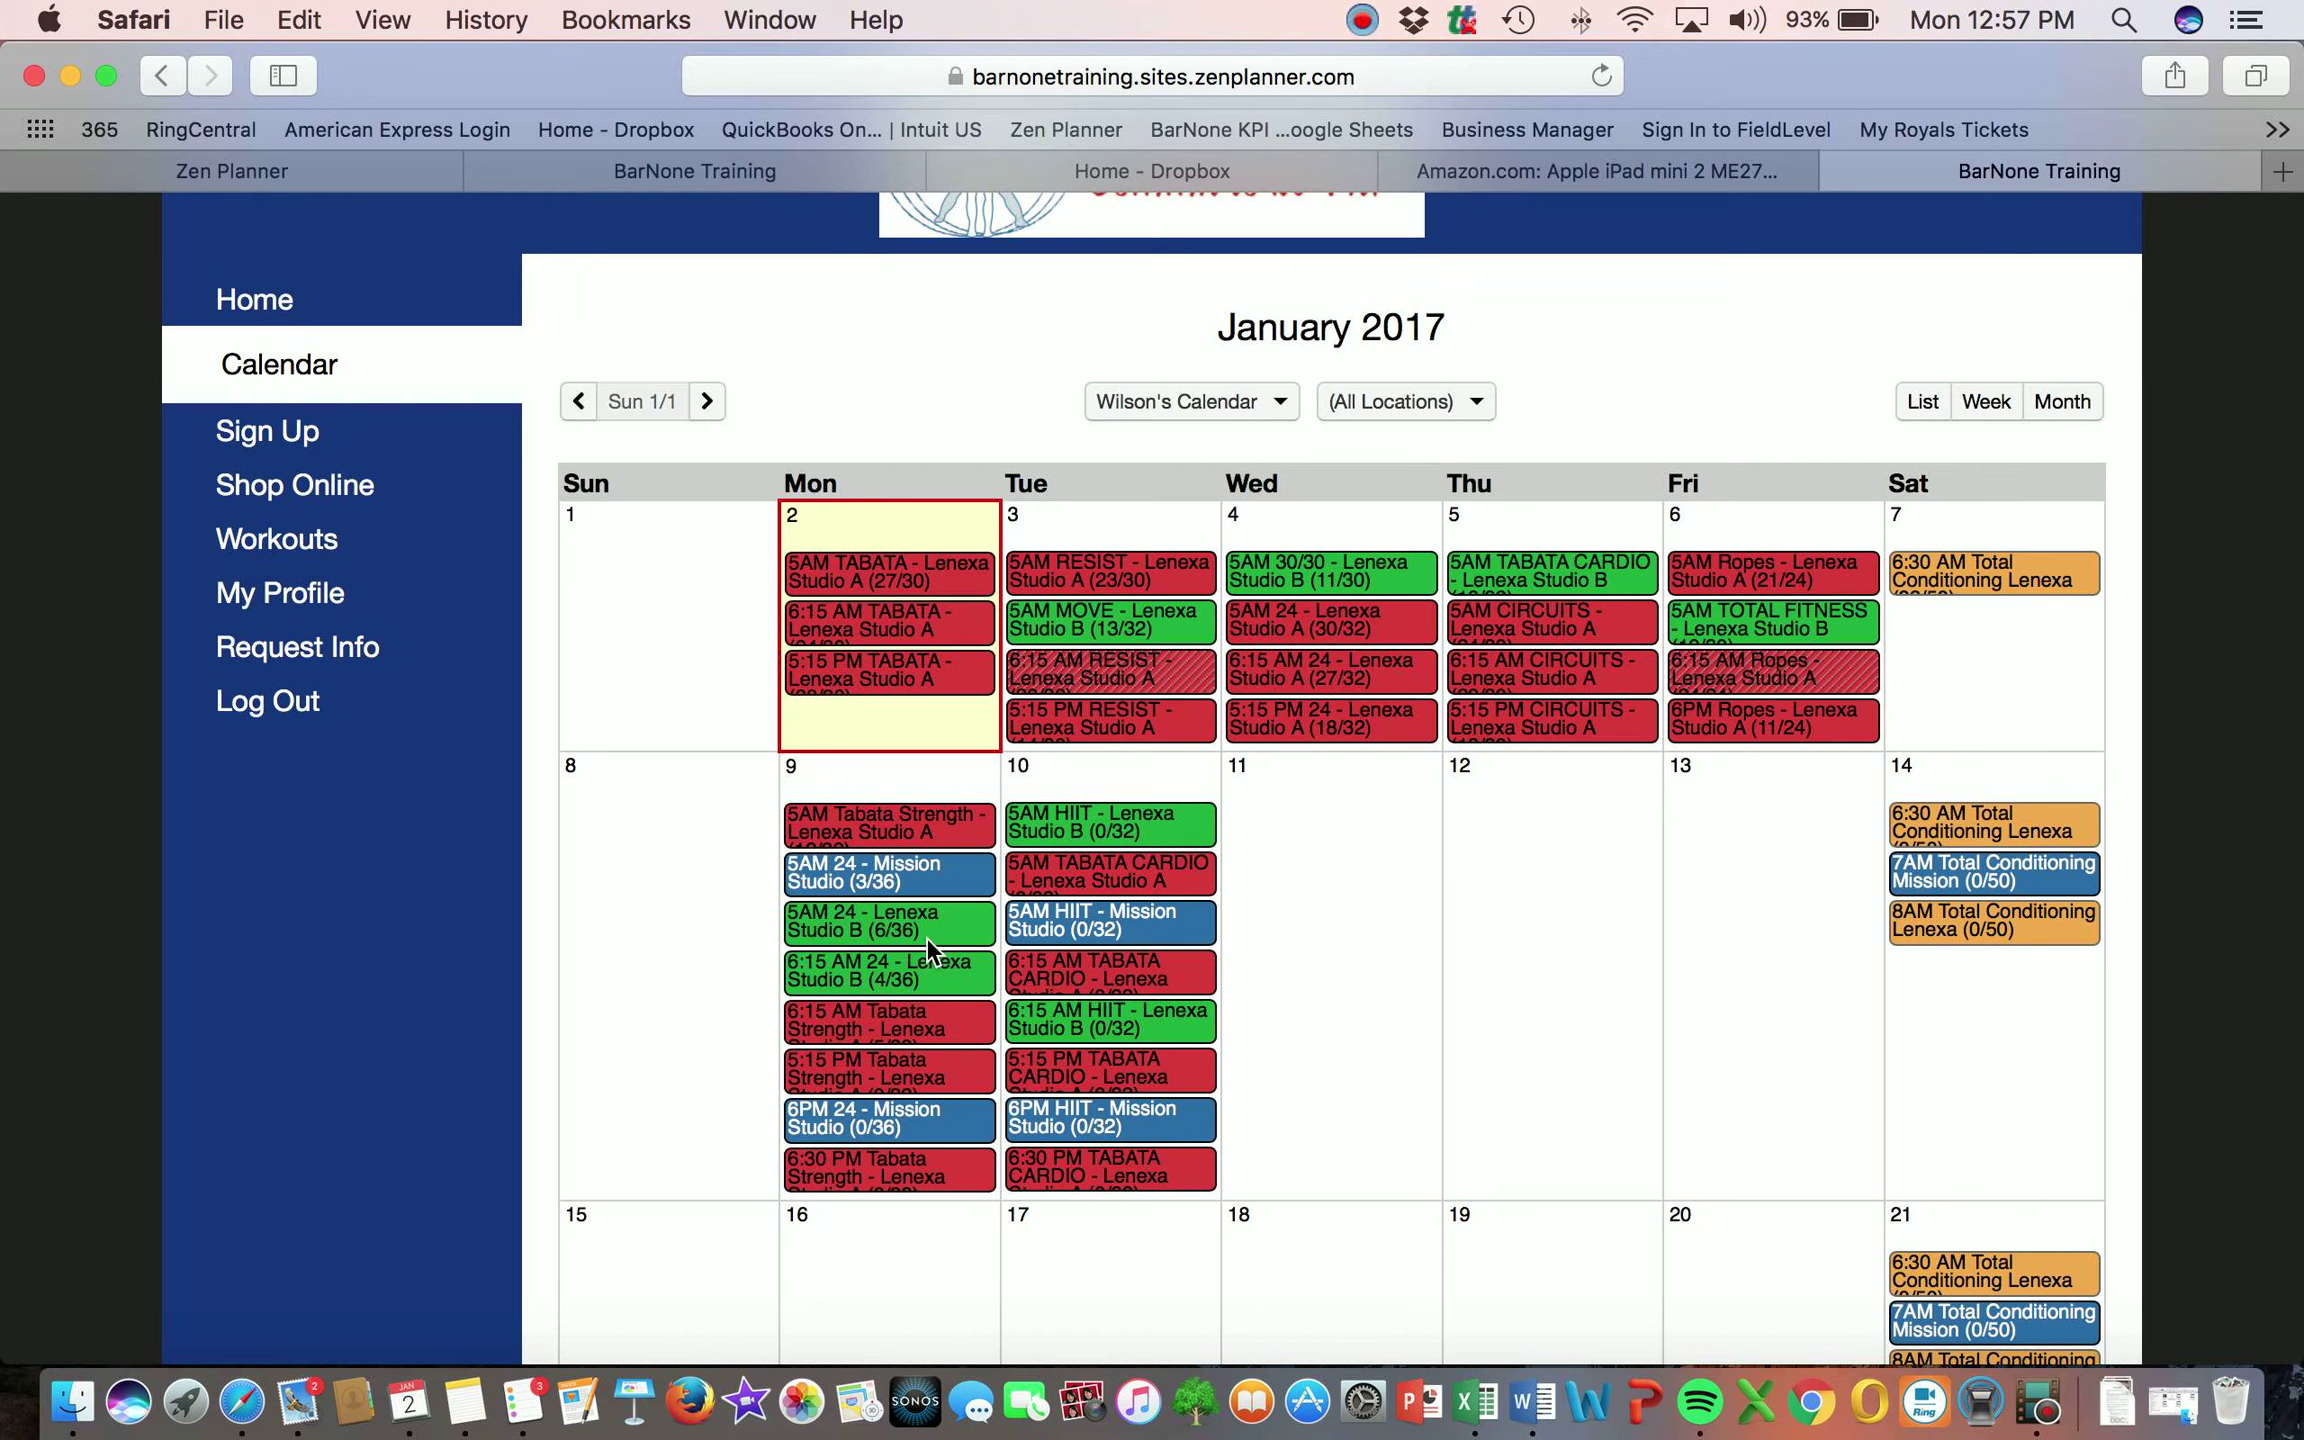 Safari File Edit View History Bookmarks Window Help 93% Mon 12:57 PM
barnonetraining.sites.zenplanner.com
365 RingCentral American Express Login Home - Dropbox QuickBooks On... | Intuit US Zen Planner BarNone KPI ...oogle Sheets Business Manager Sign In to FieldLevel My Royals Tickets >>
Zen Planner BarNone Training Home - Dropbox Amazon.com: Apple iPad mini 2 ME27... BarNone Training +
Home
Calendar
Sign Up
Shop Online
Workouts
My Profile
Request Info
Log Out
January 2017
Sun 1/1 Wilson's Calendar (All Locations) List Week Month
Sun Mon Tue Wed Thu Fri Sat
1
2
5AM TABATA - Lenexa
Studio A (27/30)
6:15 AM TABATA -
Lenexa Studio A
5:15 PM TABATA -
Lenexa Studio A
3
5AM RESIST - Lenexa
Studio A (23/30)
5AM MOVE - Lenexa
Studio B (13/32)
6:15 AM RESIST -
Lenexa Studio A
5:15 PM RESIST -
Lenexa Studio A
4
5AM 30/30 - Lenexa
Studio B (11/30)
5AM 24 - Lenexa
Studio A (30/32)
6:15 AM 24 - Lenexa
Studio A (27/32)
5:15 PM 24 - Lenexa
Studio A (18/32)
5
5AM TABATA CARDIO
- Lenexa Studio B
5AM CIRCUITS -
Lenexa Studio A
6:15 AM CIRCUITS -
Lenexa Studio A
5:15 PM CIRCUITS -
Lenexa Studio A
6
5AM Ropes - Lenexa
Studio A (21/24)
5AM TOTAL FITNESS
- Lenexa Studio B
6:15 AM Ropes -
Lenexa Studio A
6PM Ropes - Lenexa
Studio A (11/24)
7
6:30 AM Total
Conditioning Lenexa
8
9
5AM Tabata Strength -
Lenexa Studio A
5AM 24 - Mission
Studio (3/36)
5AM 24 - Lenexa
Studio B (6/36)
6:15 AM 24 - Lenexa
Studio B (4/36)
6:15 AM Tabata
Strength - Lenexa
5:15 PM Tabata
Strength - Lenexa
6PM 24 - Mission
Studio (0/36)
6:30 PM Tabata
Strength - Lenexa
10
5AM HIIT - Lenexa
Studio B (0/32)
5AM TABATA CARDIO
- Lenexa Studio A
5AM HIIT - Mission
Studio (0/32)
6:15 AM TABATA
CARDIO - Lenexa
6:15 AM HIIT - Lenexa
Studio B (0/32)
5:15 PM TABATA
CARDIO - Lenexa
6PM HIIT - Mission
Studio (0/32)
6:30 PM TABATA
CARDIO - Lenexa
11
12
13
14
6:30 AM Total
Conditioning Lenexa
7AM Total Conditioning
Mission (0/50)
8AM Total Conditioning
Lenexa (0/50)
15
16
17
18
19
20
21
6:30 AM Total
Conditioning Lenexa
7AM Total Conditioning
Mission (0/50)
8AM Total Conditioning
2
JAN
2
3
SONOS
Ring